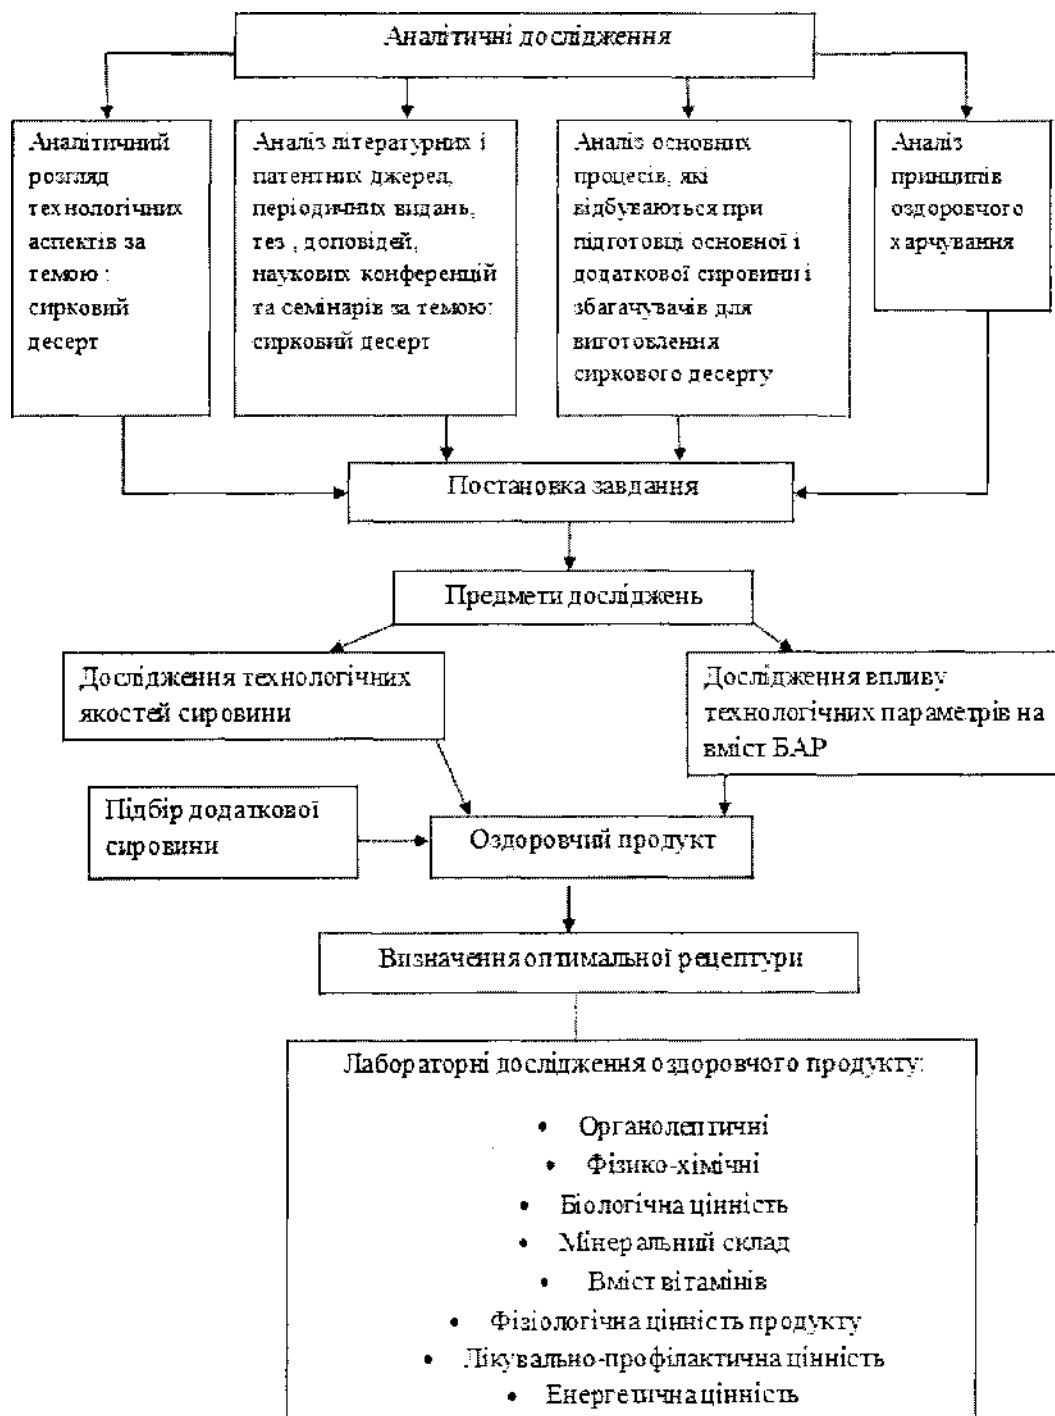 Аналітичні дослідження
Аналітичний
розгляд
технологічних
аспектів за
темою :
сирковий
десерт
Аналіз літературних і
патентних джерел,
періодичних видань,
тез , доповідей,
наукових конференцій
та семінарів за темою:
сирковий десерт
Аналіз основних
процесів, які
відбуваються при
підготовці основної і
додаткової сировини і
збагачувачів для
виготовлення
сиркового десерту
Аналіз
принципів
оздоровчого
харчування
Постановка завдання
Предмети досліджень
Дослідження технологічних
якостей сировини
Дослідження впливу
технологічних параметрів на
вміст БАР
Підбір додаткової
сировини
Оздоровчий продукт
Визначення оптимальної рецептури
Лабораторні дослідження оздоровчого продукту:
• Органолептичні
• Фізико-хімічні
• Біологічна цінність
• Мінеральний склад
• Вміст вітамінів
• Фізіологічна цінність продукту
• Лікувально-профілактична цінність
• Енергетична цінність